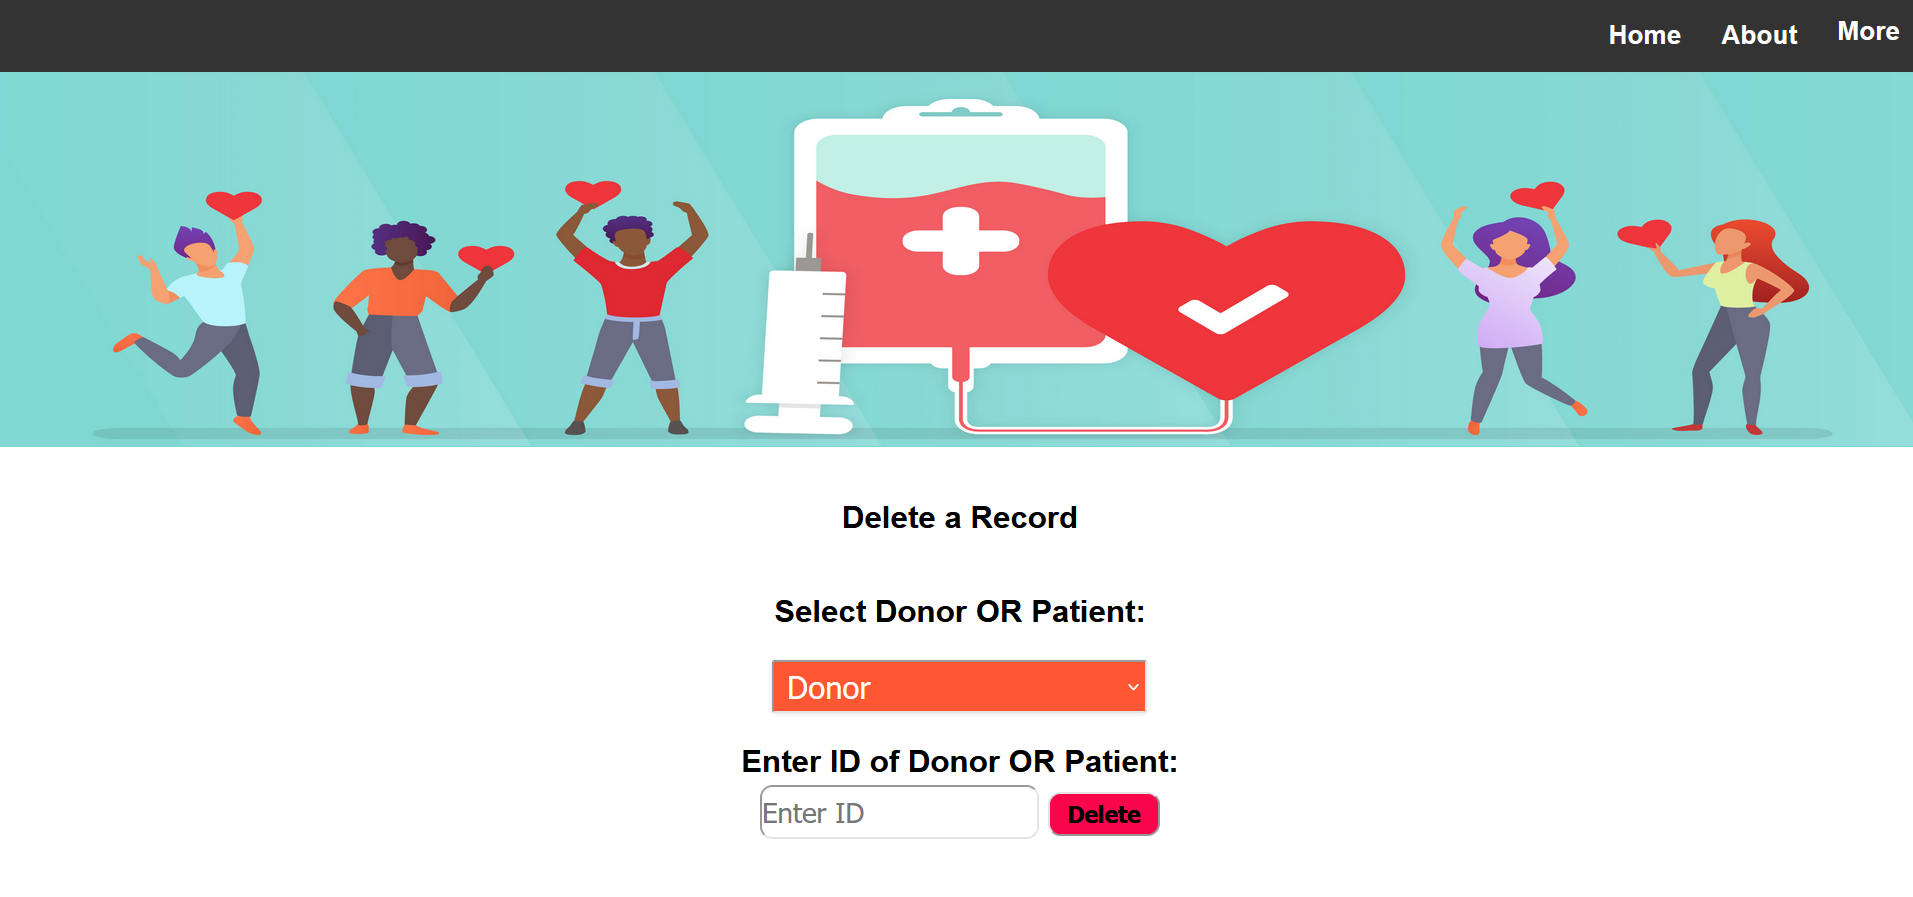 Home About More
Delete a Record
Select Donor OR Patient:
Donor
Enter ID of Donor OR Patient:
Enter ID Delete